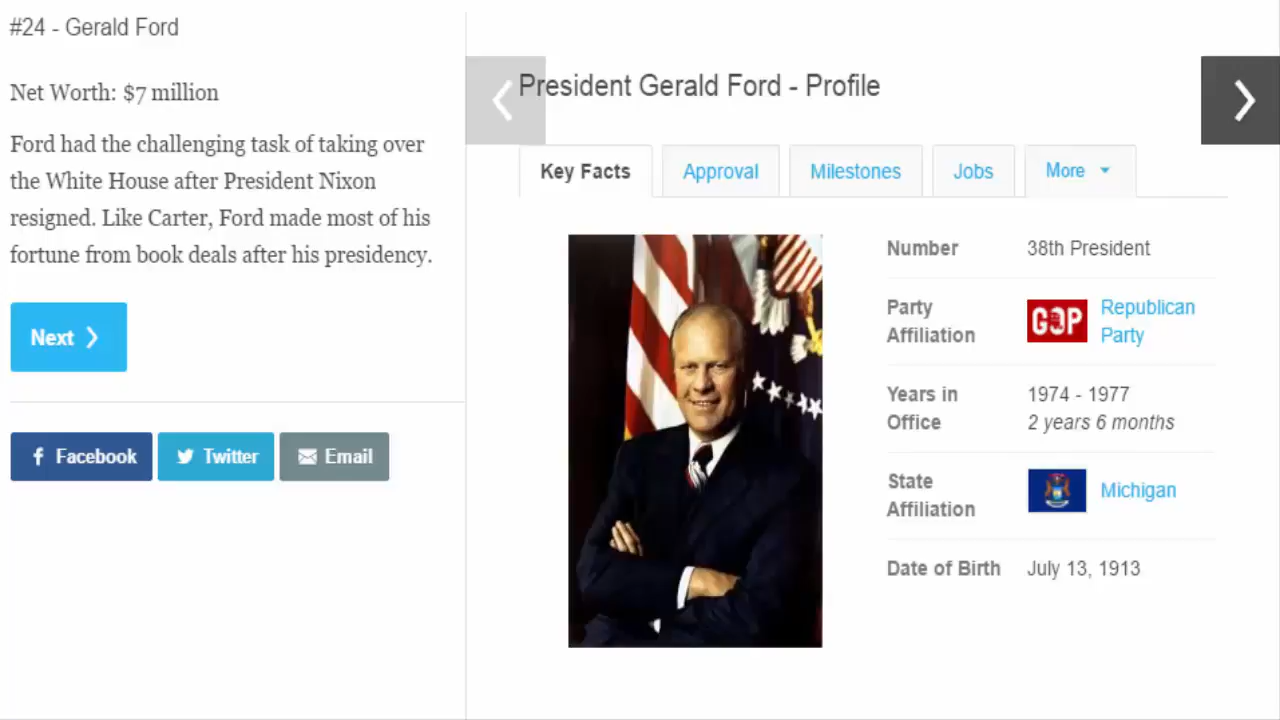 #24 - Gerald Ford
Net Worth: $7 million
Ford had the challenging task of taking over
the White House after President Nixon
resigned. Like Carter, Ford made most of his
fortune from book deals after his presidency.
Next
Facebook
Twitter
Email
President Gerald Ford - Profile
Key Facts
Approval
Milestones
Jobs
More
Number
38th President
Party
Affiliation
GOP
Republican
Party
Years in
Office
1974 - 1977
2 years 6 months
State
Affiliation
Michigan
Date of Birth
July 13, 1913